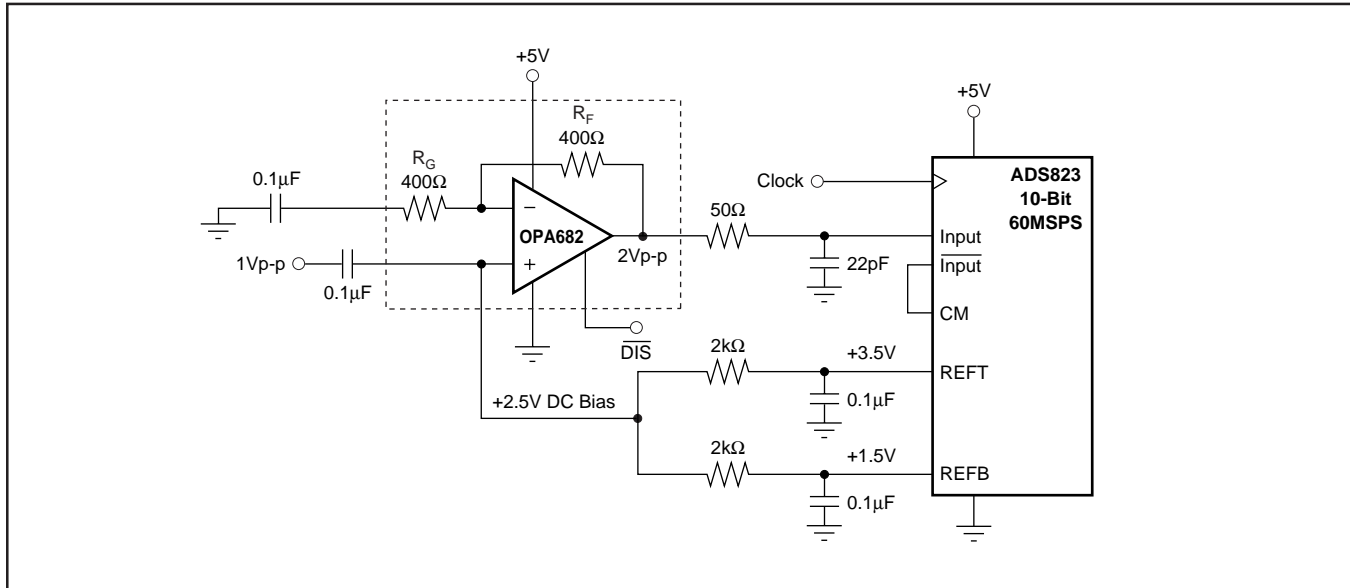 +5V
+5V
R_F
400Ω
R_G
400Ω
0.1µF
ADS823
10-Bit
60MSPS
Clock
50Ω
−
OPA682
+
2Vp-p
Input
1Vp-p
0.1µF
22pF
Input
CM
DIS
2kΩ
+3.5V
REFT
0.1µF
+2.5V DC Bias
2kΩ
+1.5V
REFB
0.1µF